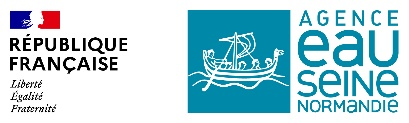 RÉPUBLIQUE
FRANÇAISE
Liberté
Égalité
Fraternité
AGENCE
eau
seine
NORMANDIE